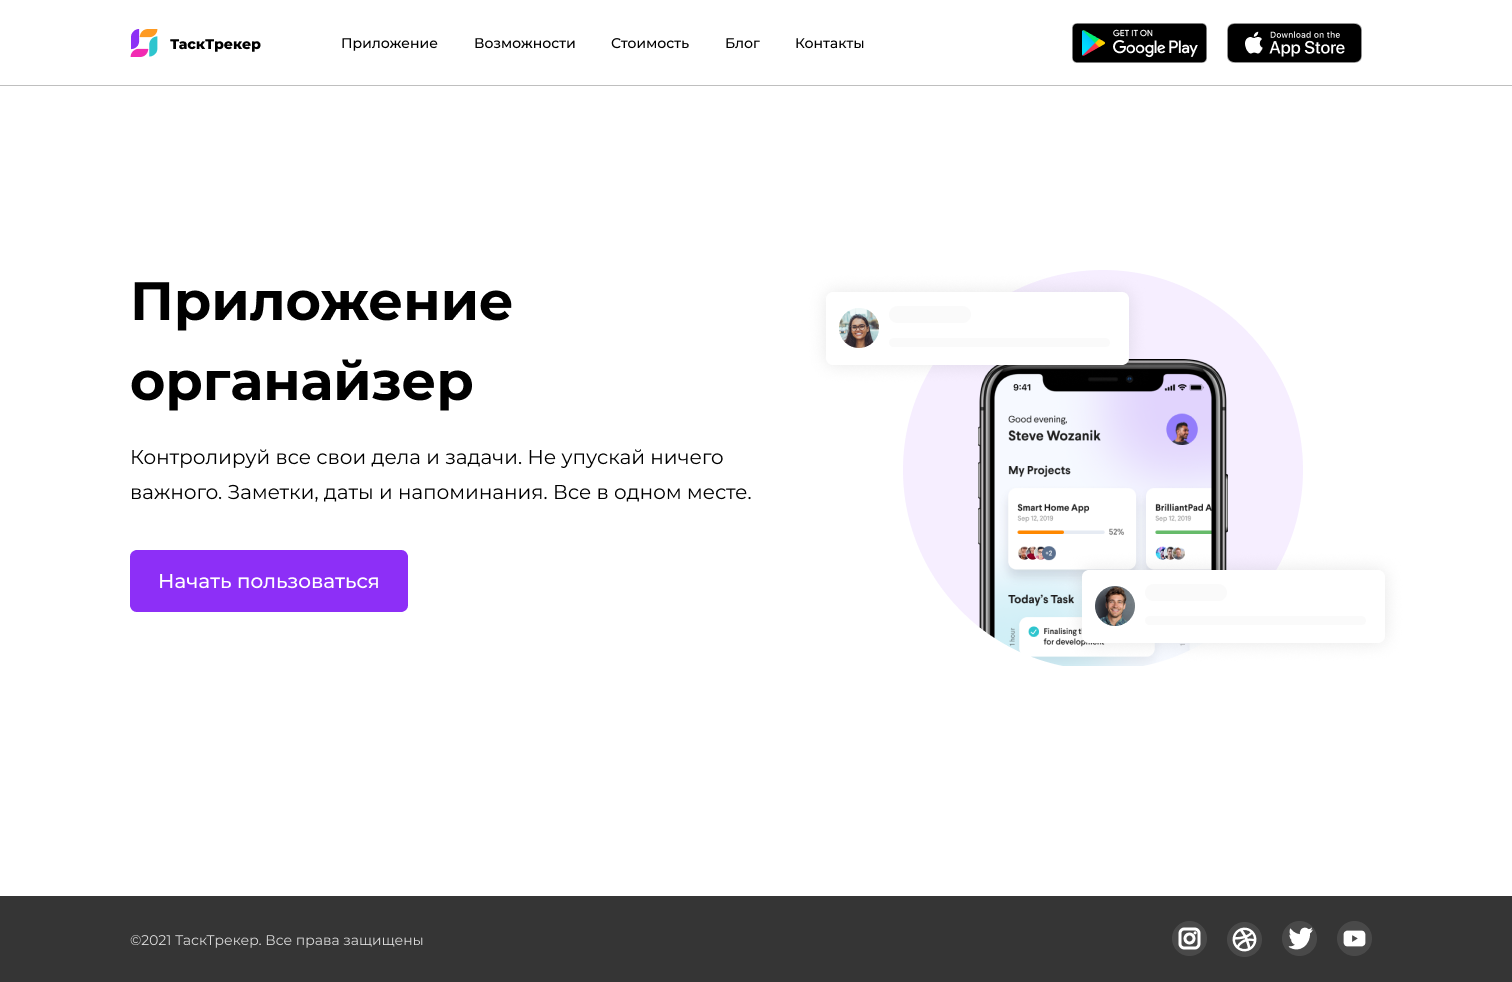 ТаскТрекер
Приложение
Возможности
Стоимость
Блог
Контакты
GET IT ON
Google Play
Download on the
App Store
Приложение
органайзер
Контролируй все свои дела и задачи. Не упускай ничего
важного. Заметки, даты и напоминания. Все в одном месте.
Начать пользоваться
9:41
Good evening,
Steve Wozanik
My Projects
Smart Home App
Sep 12, 2019
52%
+2
BrilliantPad A
Sep 12, 2019
Today's Task
1 hour
Finalising t
for development
©2021 ТаскТрекер. Все права защищены